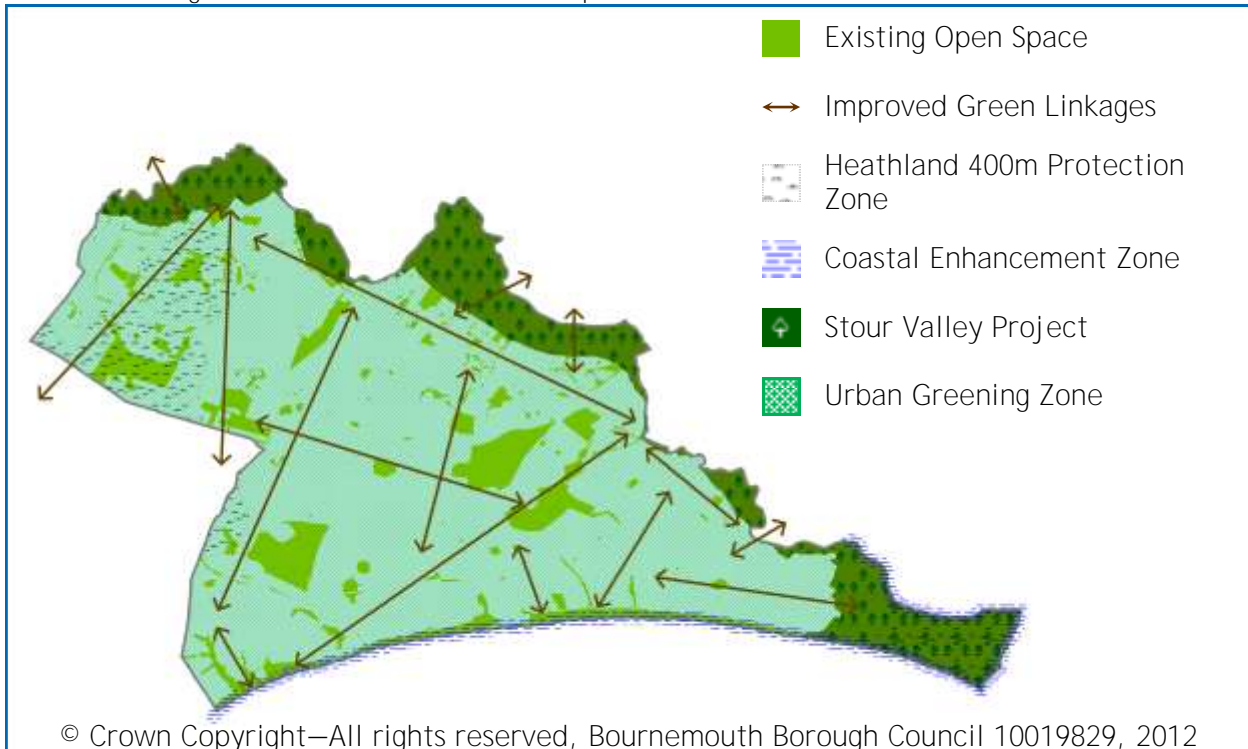 Existing Open Space
Improved Green Linkages
Heathland 400m Protection
Zone
Coastal Enhancement Zone
Stour Valley Project
Urban Greening Zone
© Crown Copyright—All rights reserved, Bournemouth Borough Council 10019829, 2012